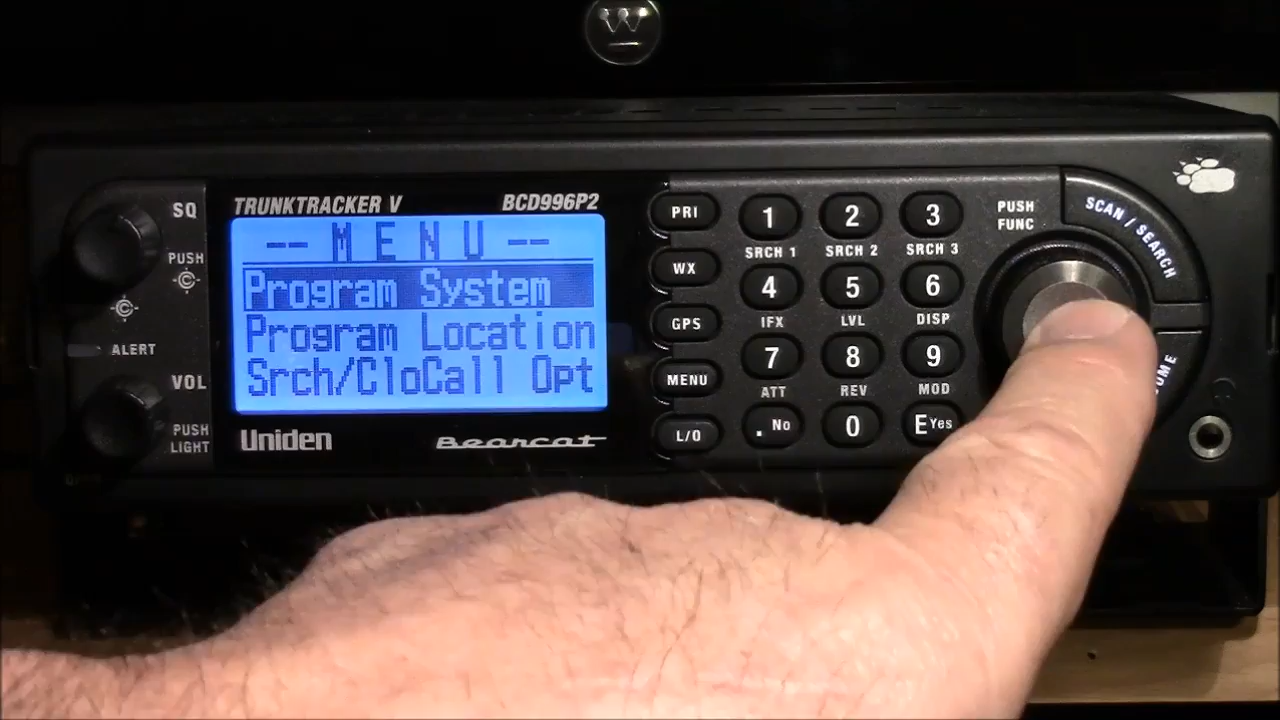 TRUNKTRACKER V BCD996P2
-- M E N U --
Program System
Program Location
Srch/CloCall Opt
Uniden Bearcat
SQ
PUSH
ALERT
VOL
PUSH
LIGHT
PRI
WX
GPS
MENU
L/O
1 2 3
SRCH 1 SRCH 2 SRCH 3
4 5 6
IFX LVL DISP
7 8 9
ATT REV MOD
. No 0 E Yes
PUSH
FUNC
SCAN / SEARCH